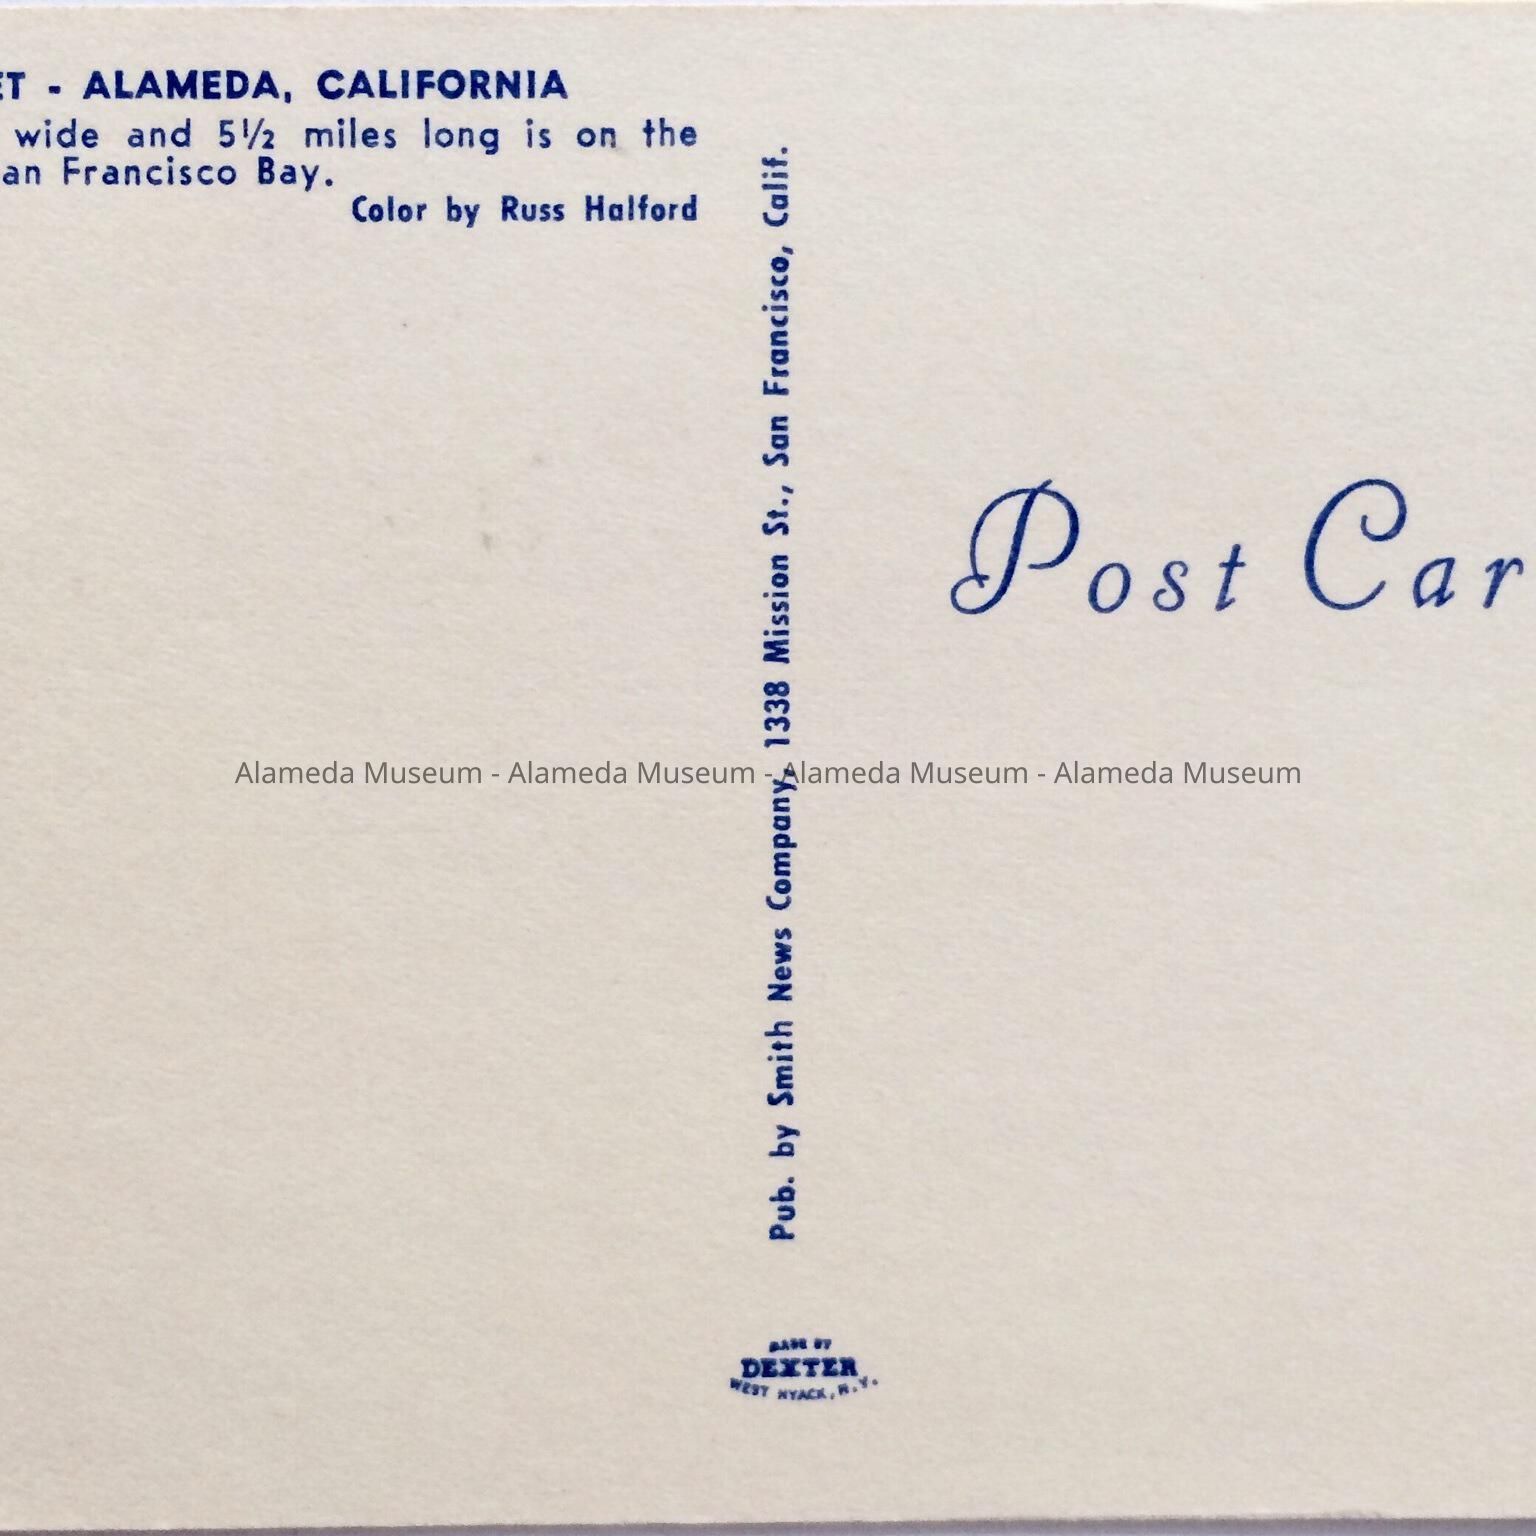 ET - ALAMEDA, CALIFORNIA
wide and 5½ miles long is on the
an Francisco Bay.
Color by Russ Halford
Pub. by Smith News Company, 1338 Mission St., San Francisco, Calif.
Post Car
Alameda Museum - Alameda Museum - Alameda Museum - Alameda Museum
MADE BY
DEXTER
WEST NYACK, N.Y.